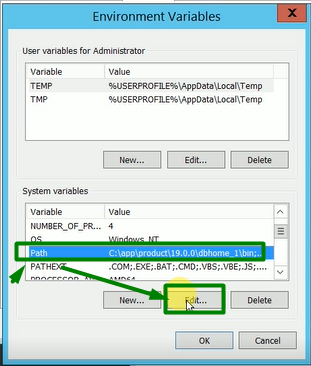 Environment Variables
User variables for Administrator
Variable Value
TEMP %USERPROFILE%\AppData\Local\Temp
TMP %USERPROFILE%\AppData\Local\Temp
New... Edit... Delete
System variables
Variable Value
NUMBER_OF_PR... 4
OS Windows_NT
Path C:\app\product\19.0.0\dbhome_1\bin;...
PATHEXT .COM;.EXE;.BAT;.CMD;.VBS;.VBE;.JS;....
PROCESSOR_AR... AMD64
New... Edit... Delete
OK Cancel